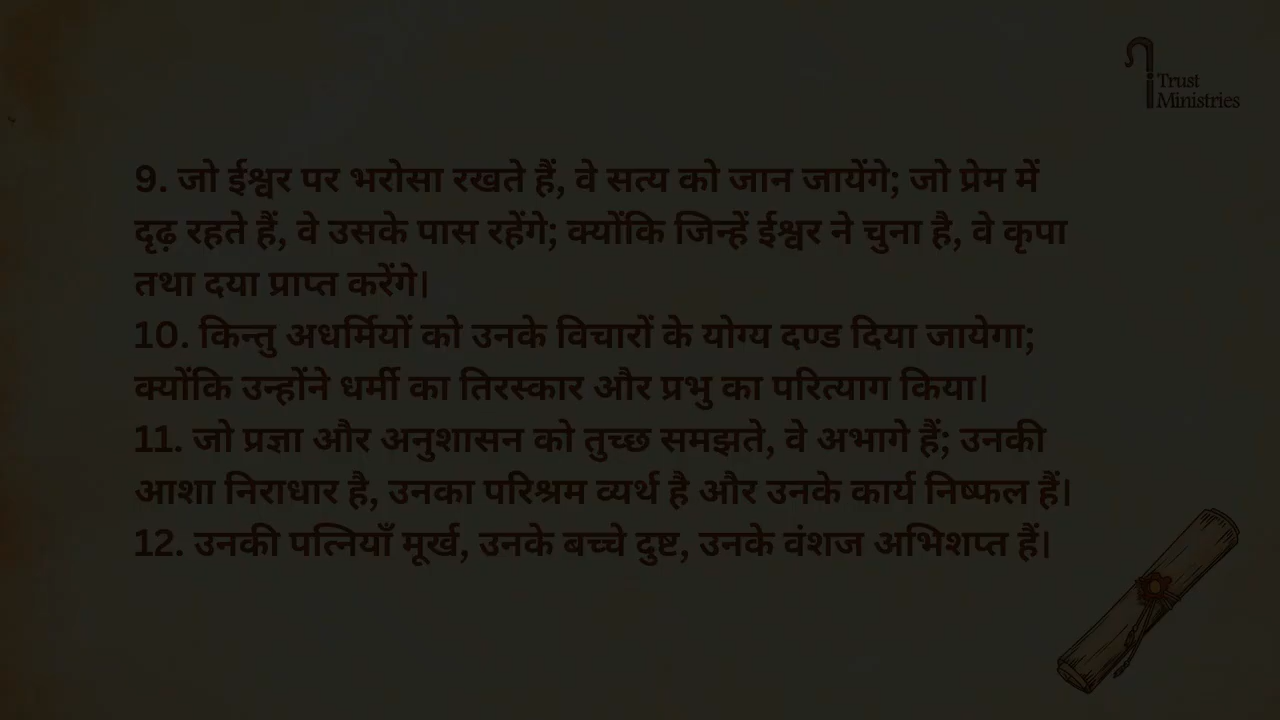 Trust
Ministries
9. जो ईश्वर पर भरोसा रखते हैं, वे सत्य को जान जायेंगे; जो प्रेम में
दृढ़ रहते हैं, वे उसके पास रहेंगे; क्योंकि जिन्हें ईश्वर ने चुना है, वे कृपा
तथा दया प्राप्त करेंगे।
10. किन्तु अधर्मियों को उनके विचारों के योग्य दण्ड दिया जायेगा;
क्योंकि उन्होंने धर्मी का तिरस्कार और प्रभु का परित्याग किया।
11. जो प्रज्ञा और अनुशासन को तुच्छ समझते, वे अभागे हैं; उनकी
आशा निराधार है, उनका परिश्रम व्यर्थ है और उनके कार्य निष्फल हैं।
12. उनकी पत्नियाँ मूर्ख, उनके बच्चे दुष्ट, उनके वंशज अभिशप्त हैं।